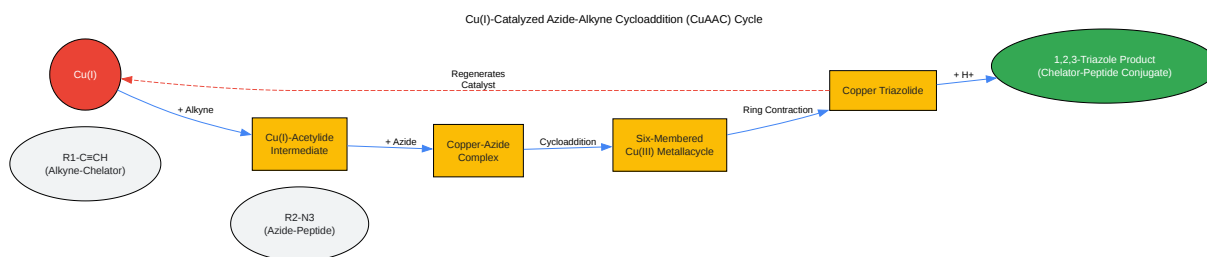 Cu(I)-Catalyzed Azide-Alkyne Cycloaddition (CuAAC) Cycle
Cu(I)
Regenerates
Catalyst
+ Alkyne
R1-C≡CH
(Alkyne-Chelator)
Cu(I)-Acetylide
Intermediate
R2-N3
(Azide-Peptide)
+ Azide
Copper-Azide
Complex
Cycloaddition
Six-Membered
Cu(III) Metallacycle
Ring Contraction
Copper Triazolide
+ H+
1,2,3-Triazole Product
(Chelator-Peptide Conjugate)